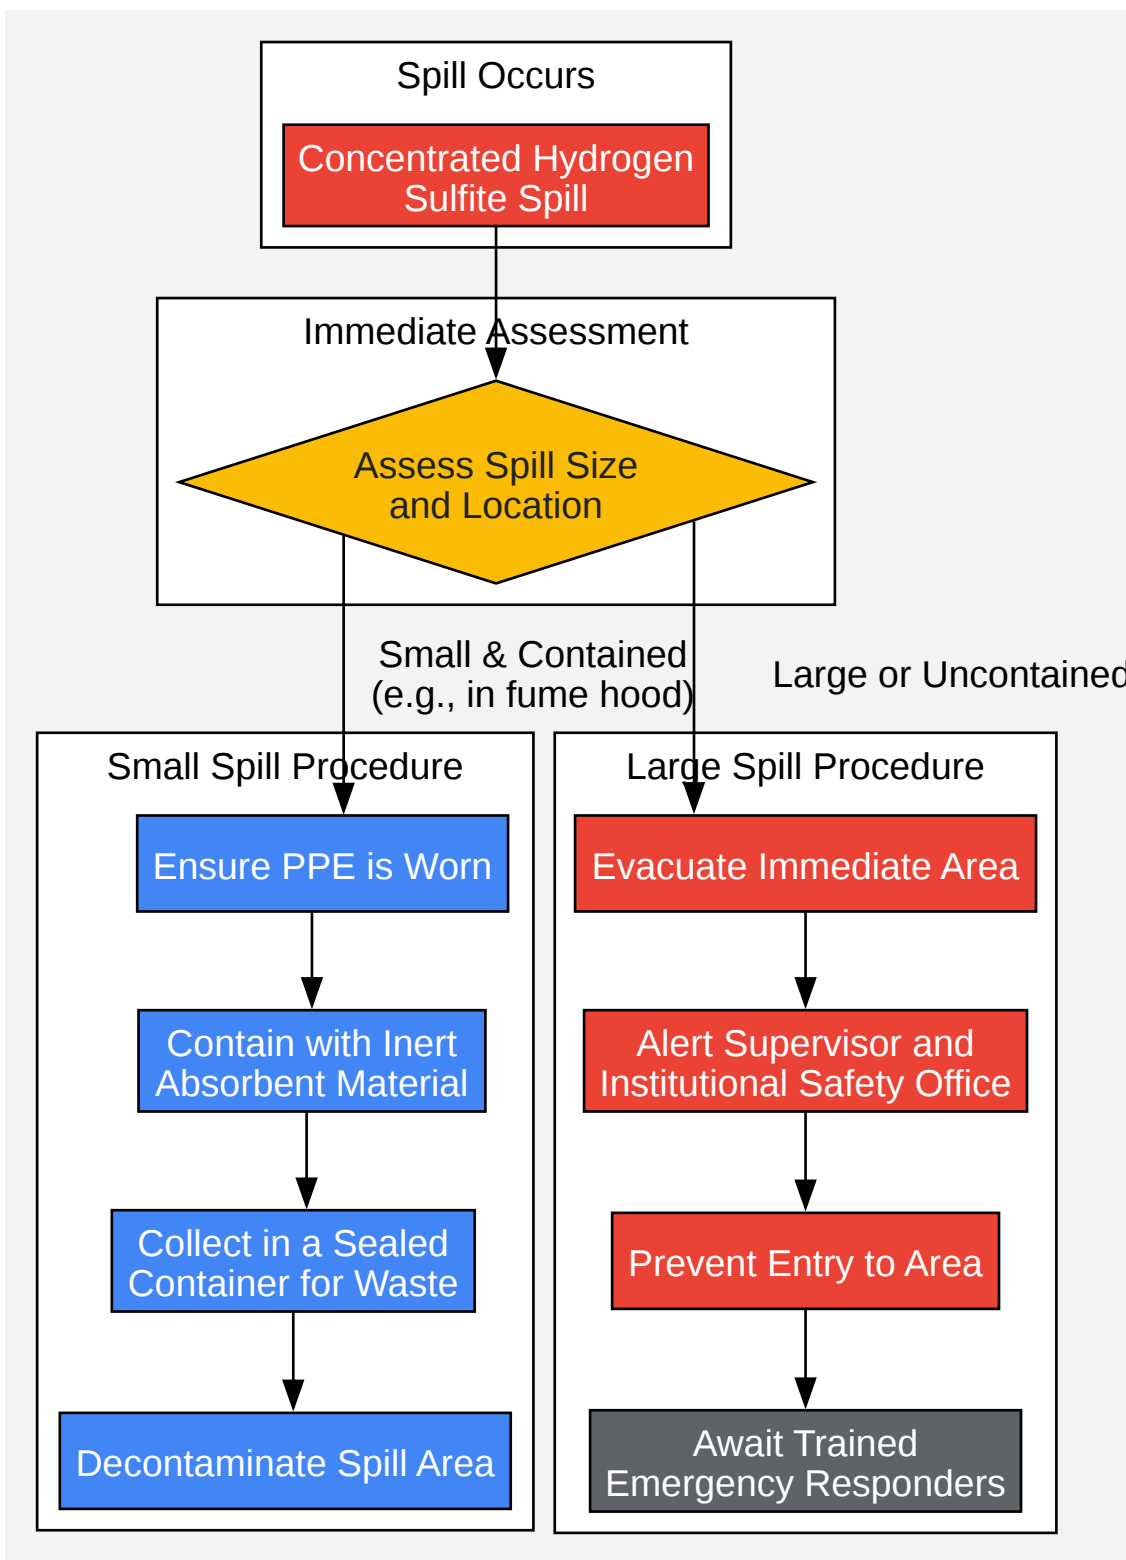 Spill Occurs
Concentrated Hydrogen
Sulfite Spill
Immediate Assessment
Assess Spill Size
and Location
Small & Contained
(e.g., in fume hood)
Large or Uncontained
Small Spill Procedure
Ensure PPE is Worn
Contain with Inert
Absorbent Material
Collect in a Sealed
Container for Waste
Decontaminate Spill Area
Large Spill Procedure
Evacuate Immediate Area
Alert Supervisor and
Institutional Safety Office
Prevent Entry to Area
Await Trained
Emergency Responders